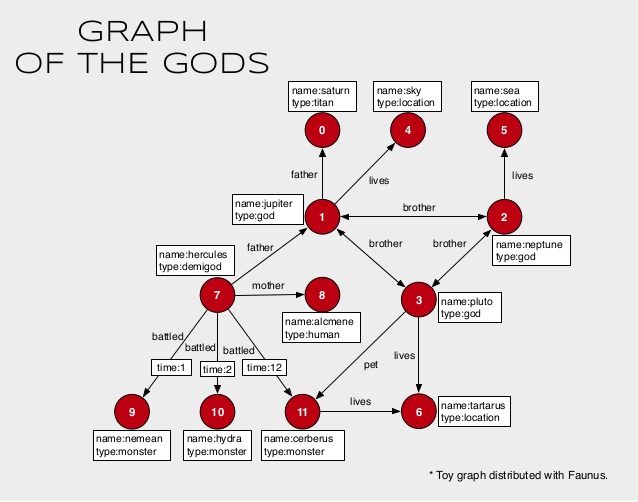 GRAPH
OF THE GODS
name:saturn
type:titan
name:sky
type:location
name:sea
type:location
0
4
5
father
lives
lives
name:jupiter
type:god
1
brother
2
name:neptune
type:god
father
brother
brother
name:hercules
type:demigod
7
mother
8
name:alcmene
type:human
3
name:pluto
type:god
battled
battled
battled
time:1
time:2
time:12
pet
lives
9
10
11
lives
6
name:tartarus
type:location
name:nemean
type:monster
name:hydra
type:monster
name:cerberus
type:monster
* Toy graph distributed with Faunus.